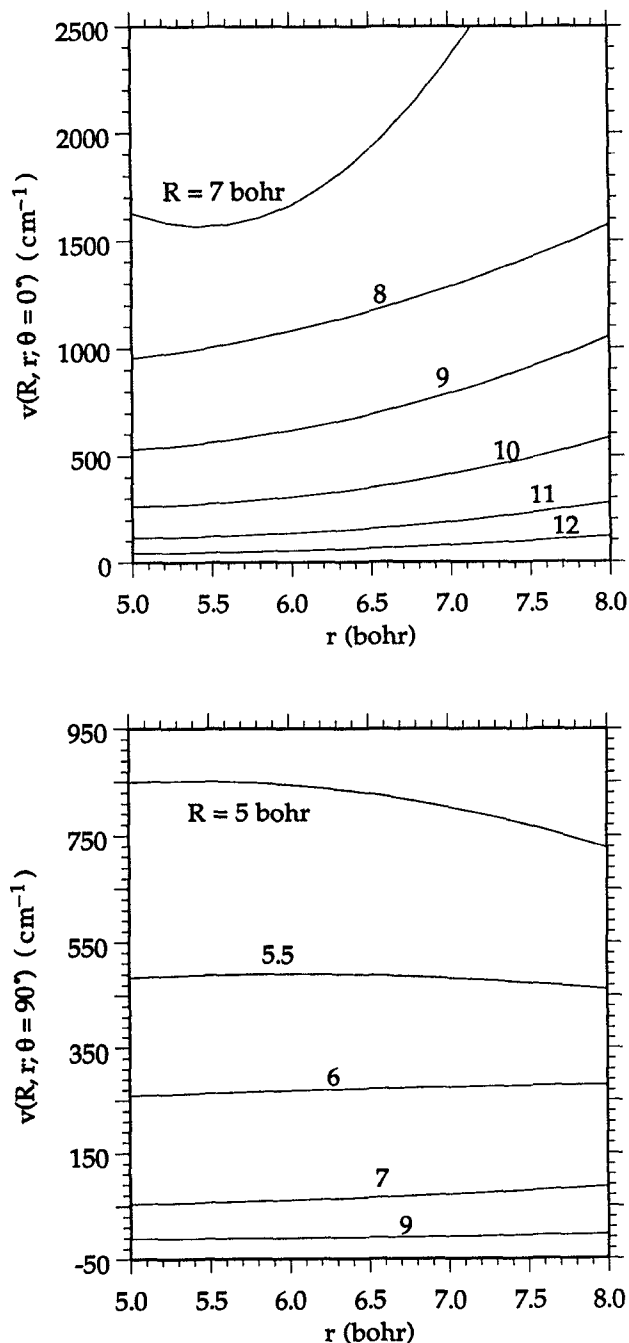 2500
2000
1500
1000
500
0
v(R, r; θ = 0°) (cm⁻¹)
R = 7 bohr
8
9
10
11
12
5.0 5.5 6.0 6.5 7.0 7.5 8.0
r (bohr)
950
750
550
350
150
-50
v(R, r; θ = 90°) (cm⁻¹)
R = 5 bohr
5.5
6
7
9
5.0 5.5 6.0 6.5 7.0 7.5 8.0
r (bohr)